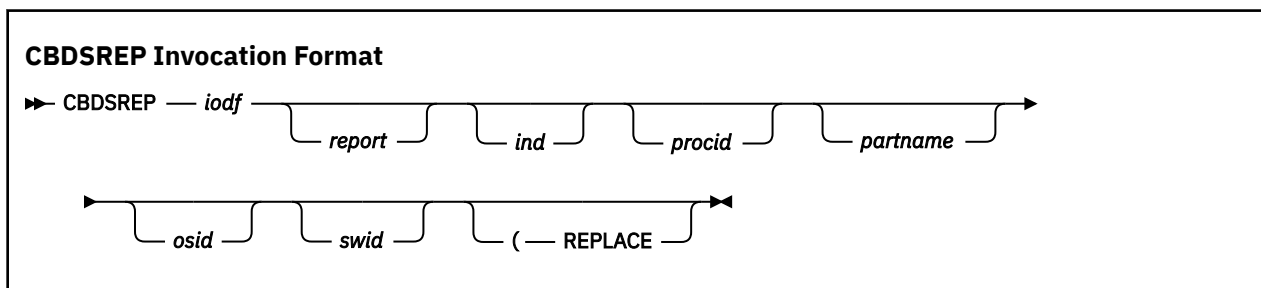 CBDSREP Invocation Format
CBDSREP iodf
report ind procid partname
osid swid ( REPLACE